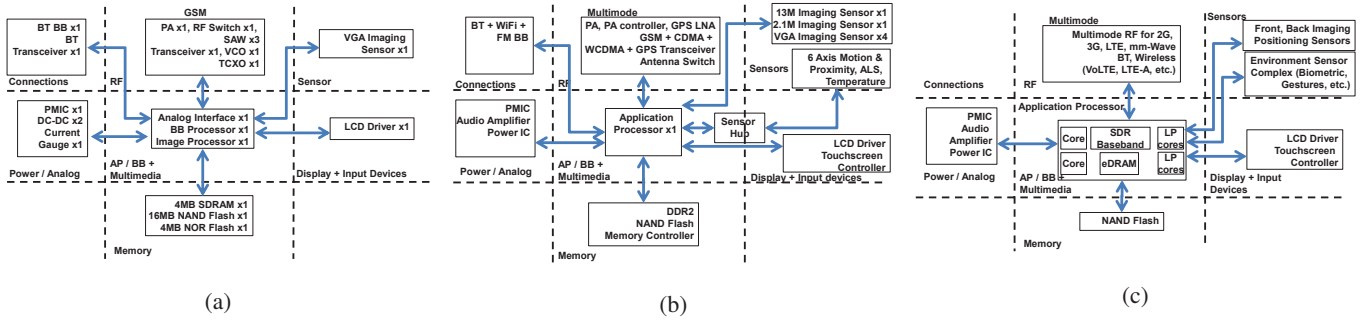 GSM
BT BB x1
BT
Transceiver x1
PA x1, RF Switch x1,
SAW x3
Transceiver x1, VCO x1
TCXO x1
VGA Imaging
Sensor x1
Connections
RF
Sensor
PMIC x1
DC-DC x2
Current
Gauge x1
Analog Interface x1
BB Processor x1
Image Processor x1
LCD Driver x1
Power / Analog
AP / BB +
Multimedia
Display + Input Devices
4MB SDRAM x1
16MB NAND Flash x1
4MB NOR Flash x1
Memory
(a)
Multimode
BT + WiFi +
FM BB
PA, PA controller, GPS LNA
GSM + CDMA +
WCDMA + GPS Transceiver
Antenna Switch
13M Imaging Sensor x1
2.1M Imaging Sensor x1
VGA Imaging Sensor x4
Sensors
6 Axis Motion &
Proximity, ALS,
Temperature
Connections
RF
PMIC
Audio Amplifier
Power IC
Application
Processor x1
Sensor
Hub
LCD Driver
Touchscreen
Controller
Power / Analog
AP / BB +
Multimedia
Display + Input devices
DDR2
NAND Flash
Memory Controller
Memory
(b)
Multimode
Multimode RF for 2G,
3G, LTE, mm-Wave
BT, Wireless
(VoLTE, LTE-A, etc.)
Sensors
Front, Back Imaging
Positioning Sensors
Environment Sensor
Complex (Biometric,
Gestures, etc.)
Connections
RF
Application Processor
PMIC
Audio
Amplifier
Power IC
Core
SDR
Baseband
LP
cores
Core
eDRAM
LP
cores
LCD Driver
Touchscreen
Controller
Power / Analog
AP / BB +
Multimedia
Display + Input
Devices
NAND Flash
Memory
(c)